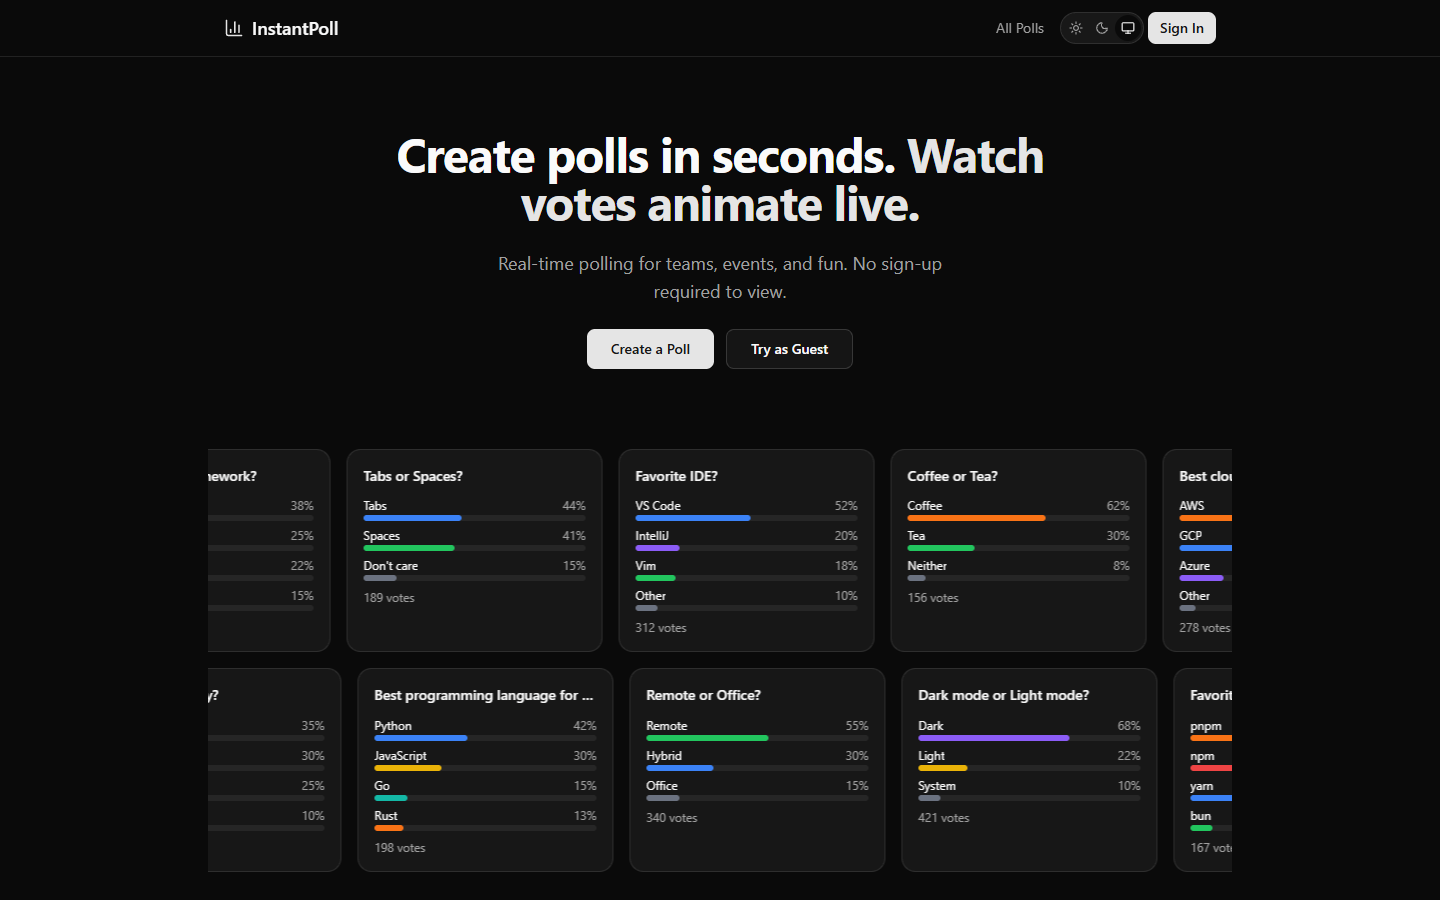 InstantPoll
All Polls
Sign In
Create polls in seconds. Watch
votes animate live.
Real-time polling for teams, events, and fun. No sign-up
required to view.
Create a Poll
Try as Guest
38%
25%
22%
15%
Tabs or Spaces?
Tabs 44%
Spaces 41%
Don't care 15%
189 votes
Favorite IDE?
VS Code 52%
IntelliJ 20%
Vim 18%
Other 10%
312 votes
Coffee or Tea?
Coffee 62%
Tea 30%
Neither 8%
156 votes
Best
AWS
GCP
Azure
Other
278 votes
35%
30%
25%
10%
Best programming language for ...
Python 42%
JavaScript 30%
Go 15%
Rust 13%
198 votes
Remote or Office?
Remote 55%
Hybrid 30%
Office 15%
340 votes
Dark mode or Light mode?
Dark 68%
Light 22%
System 10%
421 votes
pnpm
npm
yarn
bun
167